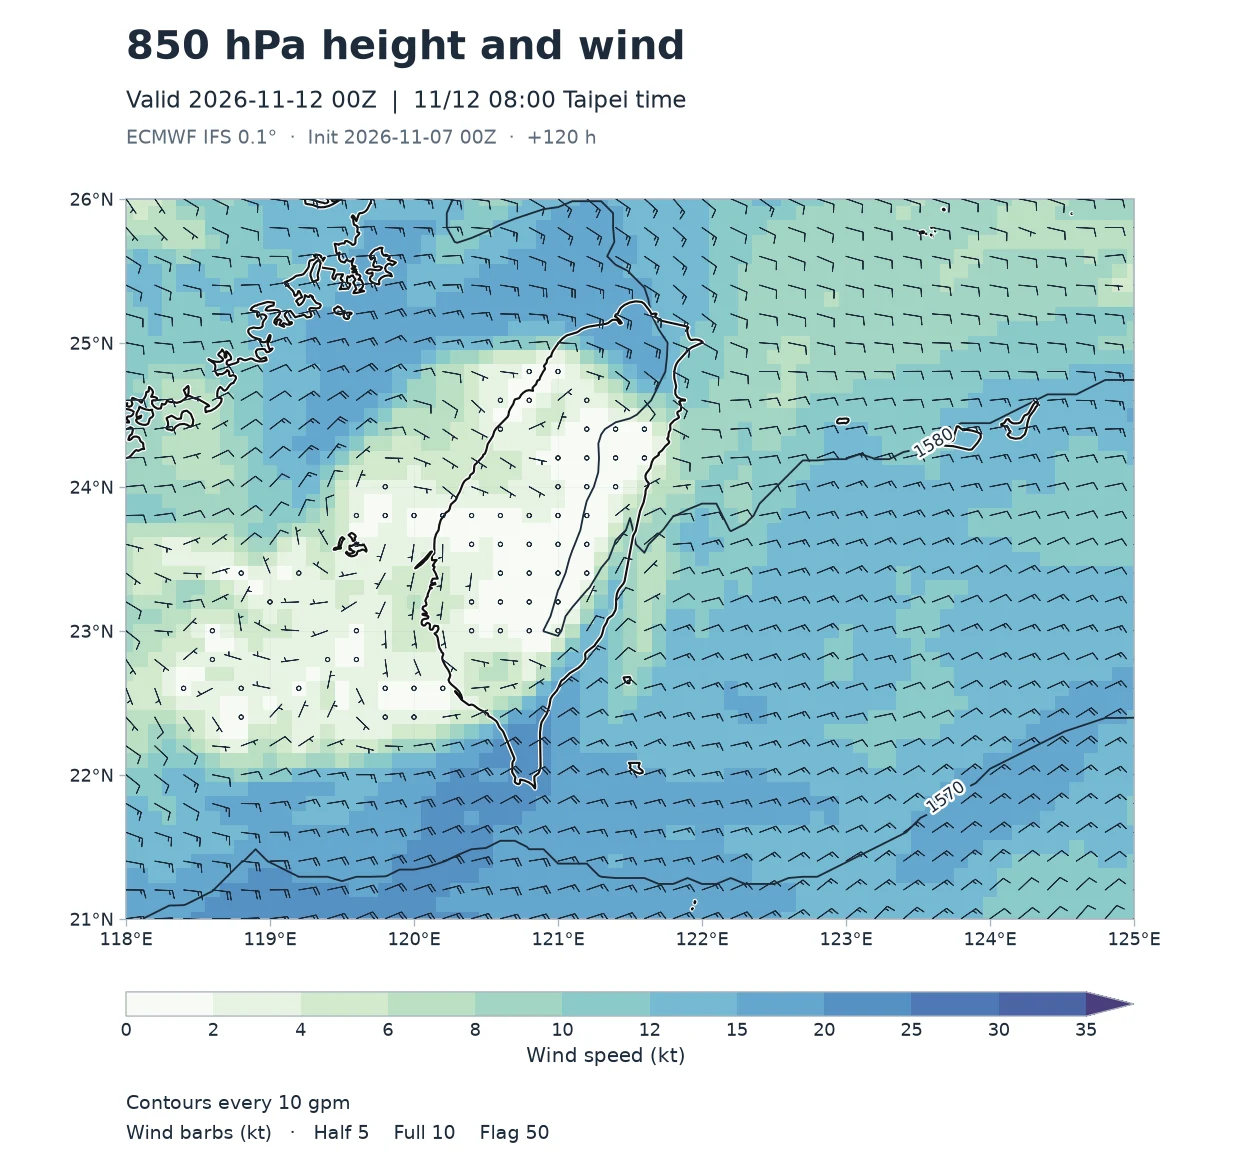 850 hPa height and wind
Valid 2026-11-12 00Z | 11/12 08:00 Taipei time
ECMWF IFS 0.1° · Init 2026-11-07 00Z · +120 h
26°N
25°N
24°N
23°N
22°N
21°N
1580
1570
118°E 119°E 120°E 121°E 122°E 123°E 124°E 125°E
0 2 4 6 8 10 12 15 20 25 30 35
Wind speed (kt)
Contours every 10 gpm
Wind barbs (kt) · Half 5 Full 10 Flag 50